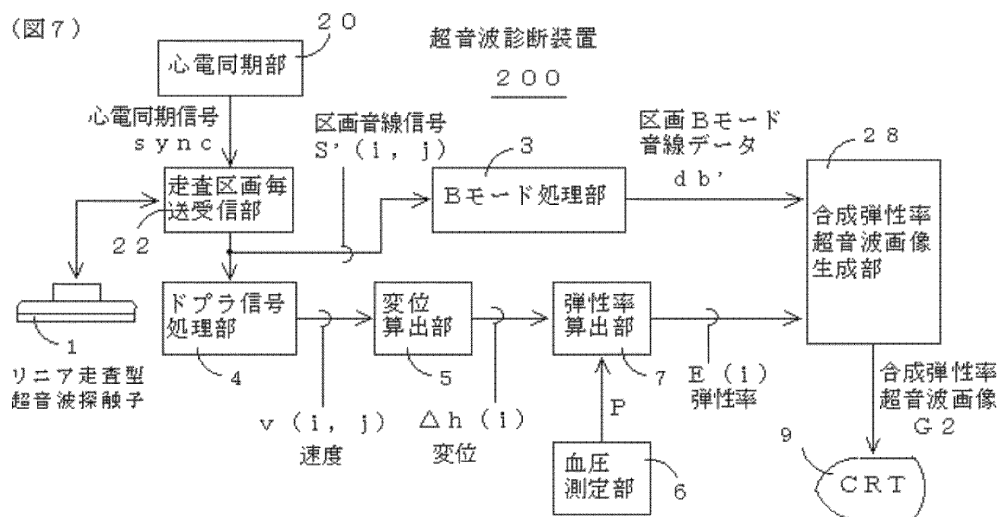 (図7)
20
超音波診断装置
200
心電同期部
心電同期信号
sync
区画音線信号
S'(i, j)
3
区画Bモード
音線データ
db'
28
走査区画毎
送受信部
22
Bモード処理部
合成弾性率
超音波画像
生成部
ドプラ信号
処理部
変位
算出部
弾性率
算出部
1
リニア走査型
超音波探触子
4
5
7
v(i, j)
速度
Δh(i)
変位
P
E(i)
弾性率
合成弾性率
超音波画像
G2
血圧
測定部
6
9
CRT